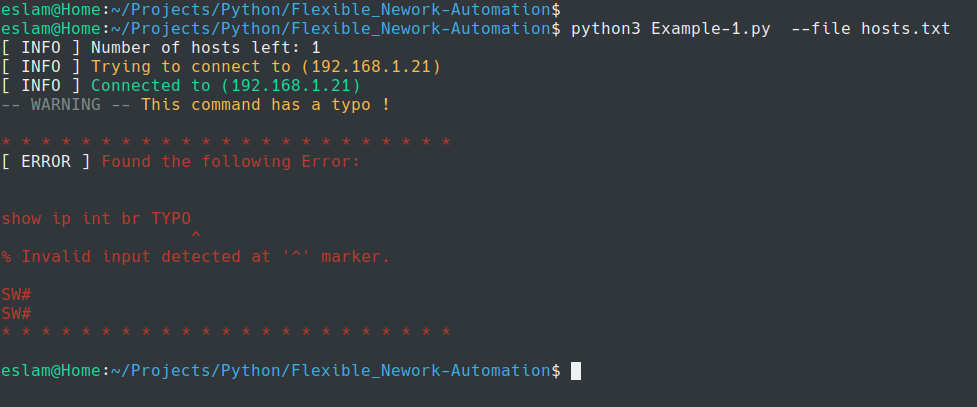 eslam@Home:~/Projects/Python/Flexible_Nework-Automation$
eslam@Home:~/Projects/Python/Flexible_Nework-Automation$ python3 Example-1.py  --file hosts.txt
[ INFO ] Number of hosts left: 1
[ INFO ] Trying to connect to (192.168.1.21)
[ INFO ] Connected to (192.168.1.21)
-- WARNING -- This command has a typo !
* * * * * * * * * * * * * * * * * * * * * * *
[ ERROR ] Found the following Error:
show ip int br TYPO
^
% Invalid input detected at '^' marker.
SW#
SW#
* * * * * * * * * * * * * * * * * * * * * * *
eslam@Home:~/Projects/Python/Flexible_Nework-Automation$